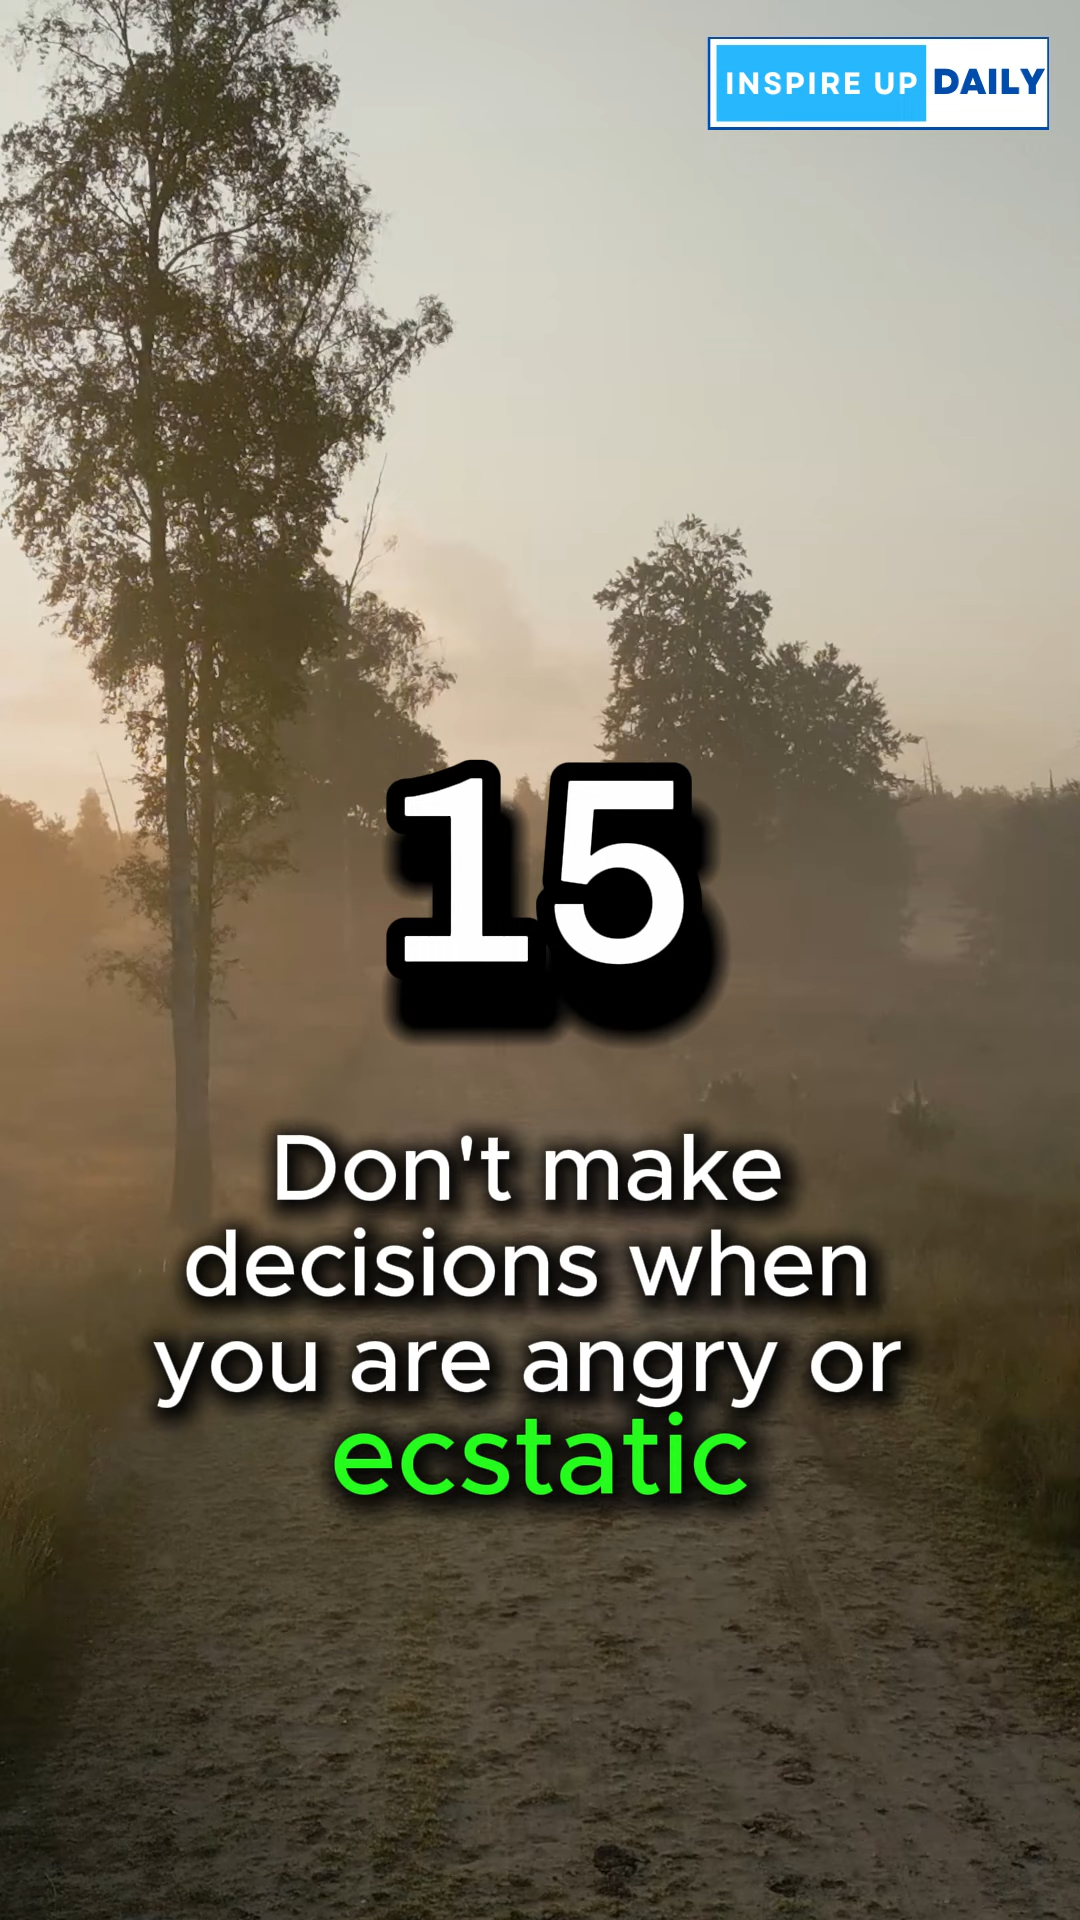 INSPIRE UP DAILY
15
Don't make
decisions when
you are angry or
ecstatic